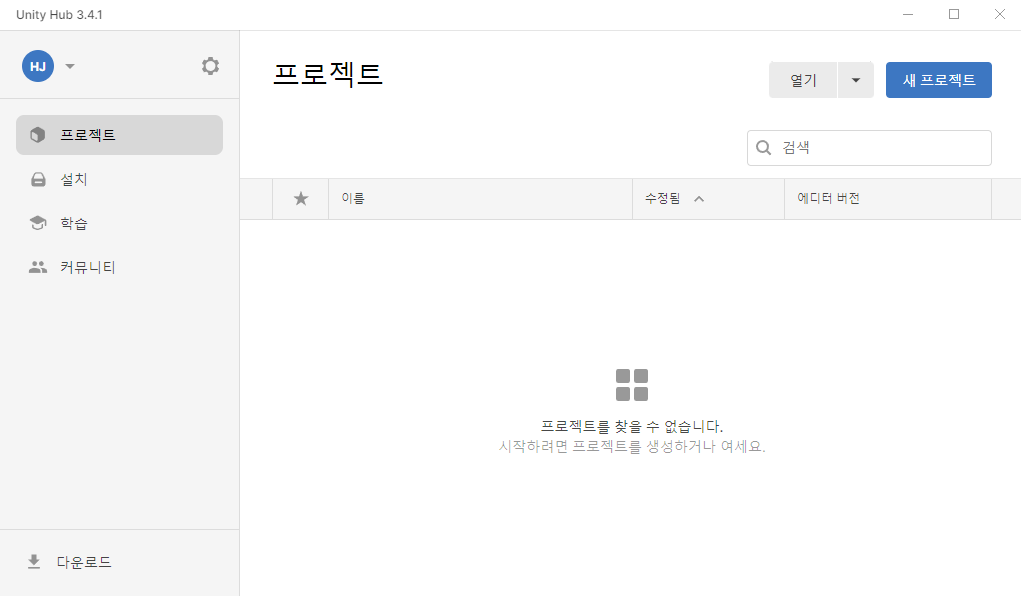 Unity Hub 3.4.1
HJ
프로젝트
설치
학습
커뮤니티
다운로드
프로젝트
열기
새 프로젝트
검색
이름
수정됨
에디터 버전
프로젝트를 찾을 수 없습니다.
시작하려면 프로젝트를 생성하거나 여세요.